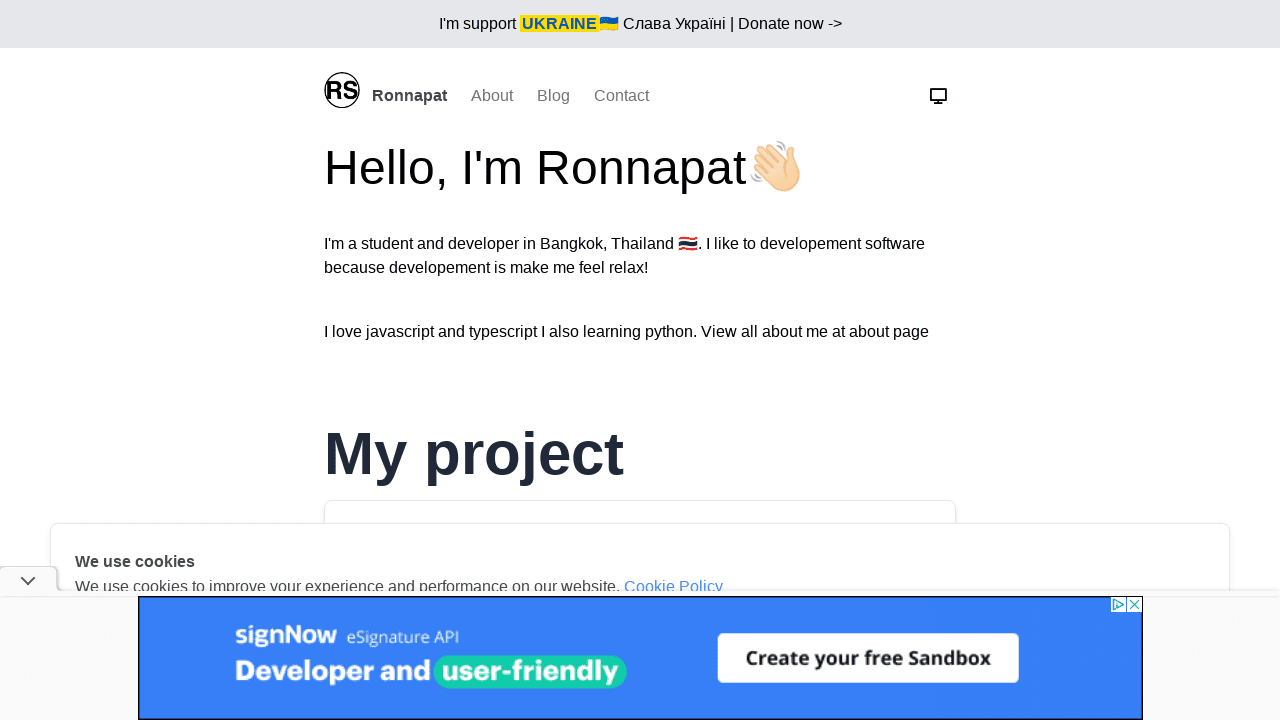 I'm support UKRAINE🇺🇦 Слава Україні | Donate now ->
RS Ronnapat About Blog Contact
Hello, I'm Ronnapat👋🏻
I'm a student and developer in Bangkok, Thailand 🇹🇭. I like to developement software
because developement is make me feel relax!
I love javascript and typescript I also learning python. View all about me at about page
My project
We use cookies
We use cookies to improve your experience and performance on our website. Cookie Policy
signNow eSignature API
Developer and user-friendly
Create your free Sandbox